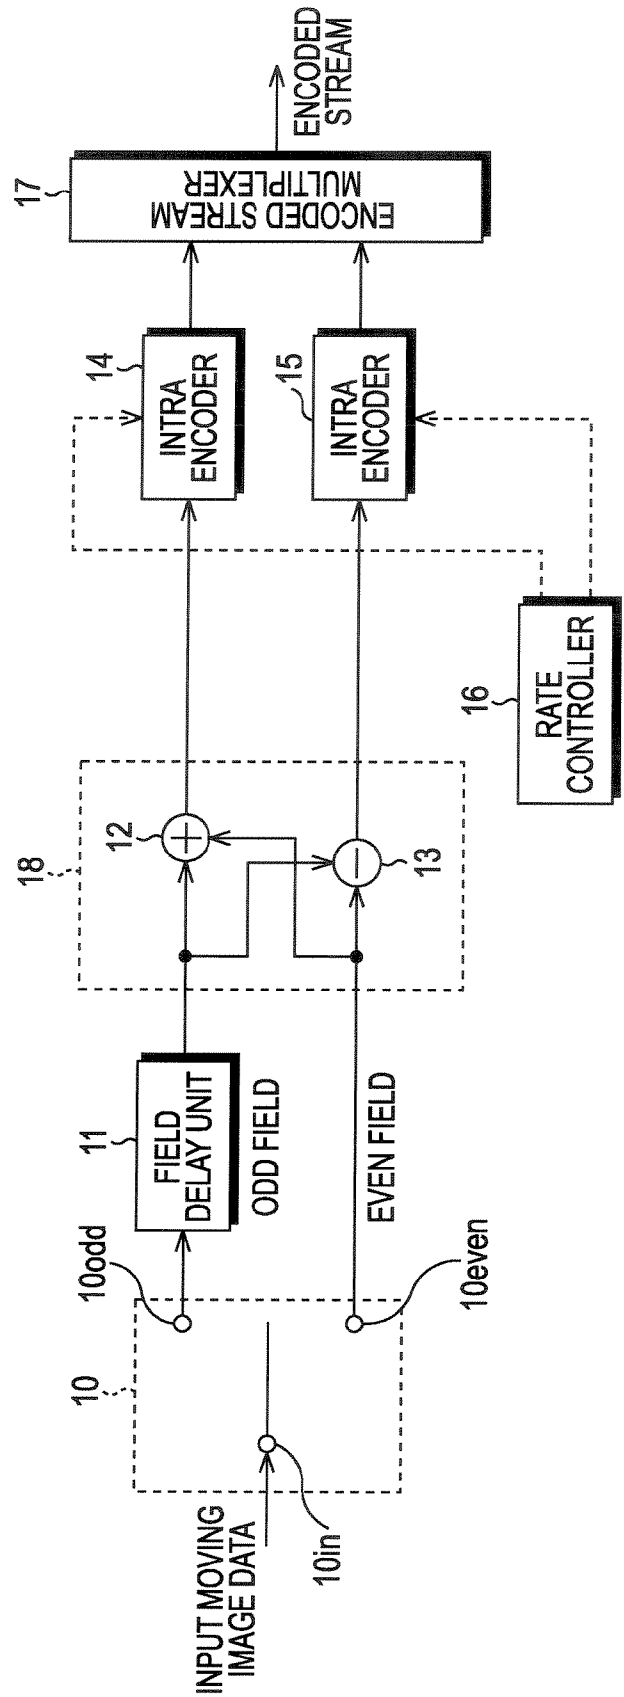 INPUT MOVING
IMAGE DATA
10in
10
10odd
10even
11
FIELD
DELAY UNIT
ODD FIELD
EVEN FIELD
18
12
13
16
RATE
CONTROLLER
14
INTRA
ENCODER
15
INTRA
ENCODER
17
ENCODED STREAM
MULTIPLEXER
ENCODED
STREAM